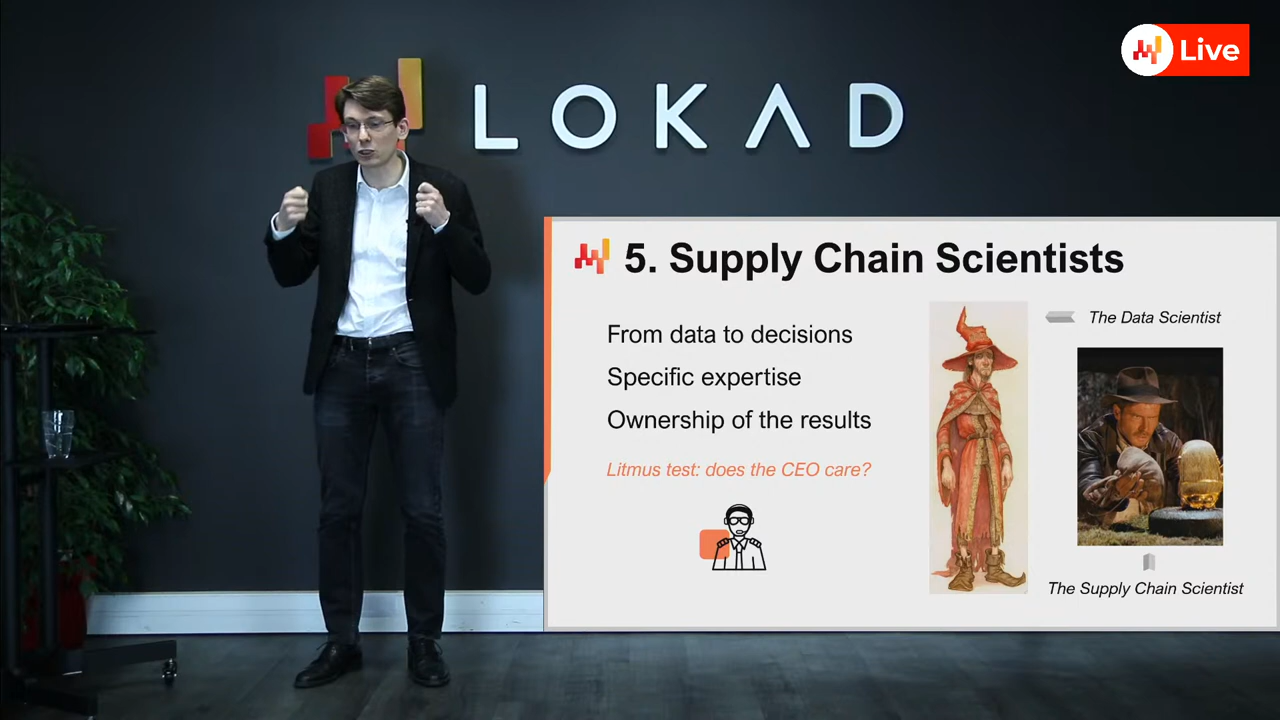 Live
LOKAD
5. Supply Chain Scientists
From data to decisions
Specific expertise
Ownership of the results
Litmus test: does the CEO care?
The Data Scientist
The Supply Chain Scientist